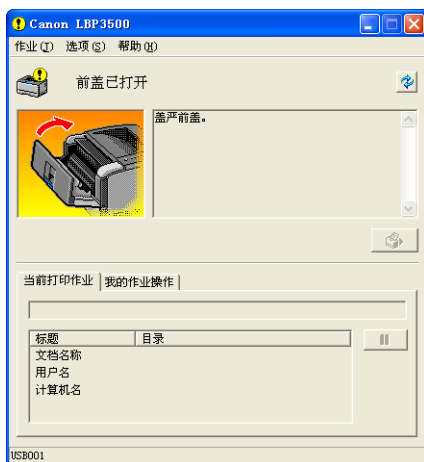 Canon LBP3500
作业(J) 选项(S) 帮助(H)
前盖已打开
盖严前盖。
当前打印作业 我的作业操作
标题 目录
文档名称
用户名
计算机名
USB001